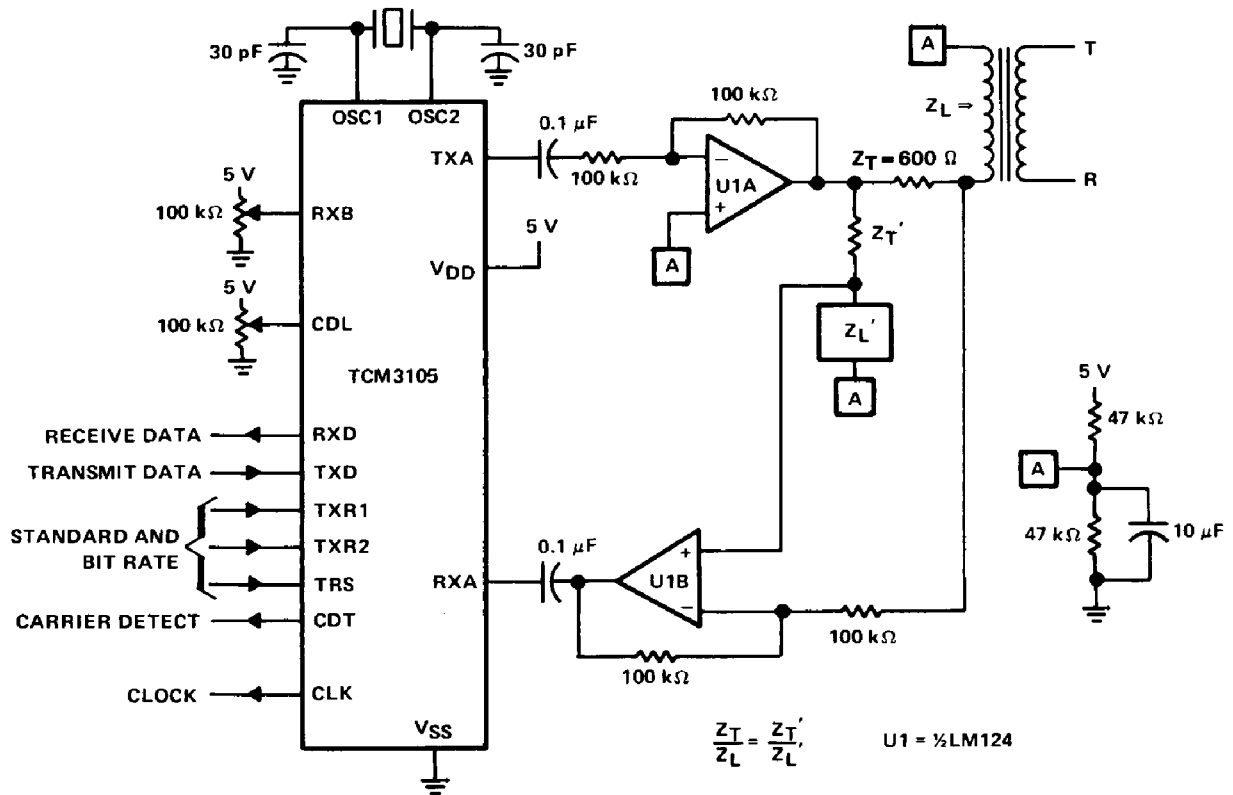 30 pF
30 pF
OSC1 OSC2
A
T
Z_L ⇒
R
100 kΩ
0.1 μF
TXA
100 kΩ
−
U1A
+
Z_T = 600 Ω
5 V
100 kΩ
RXB
A
Z_T'
5 V
V_DD
5 V
100 kΩ
CDL
Z_L'
TCM3105
A
5 V
47 kΩ
A
47 kΩ
10 μF
RECEIVE DATA
RXD
TRANSMIT DATA
TXD
TXR1
STANDARD AND
BIT RATE
TXR2
TRS
0.1 μF
RXA
+
U1B
−
100 kΩ
100 kΩ
CARRIER DETECT
CDT
CLOCK
CLK
V_SS
Z_T/Z_L = Z_T'/Z_L'
U1 = ½LM124